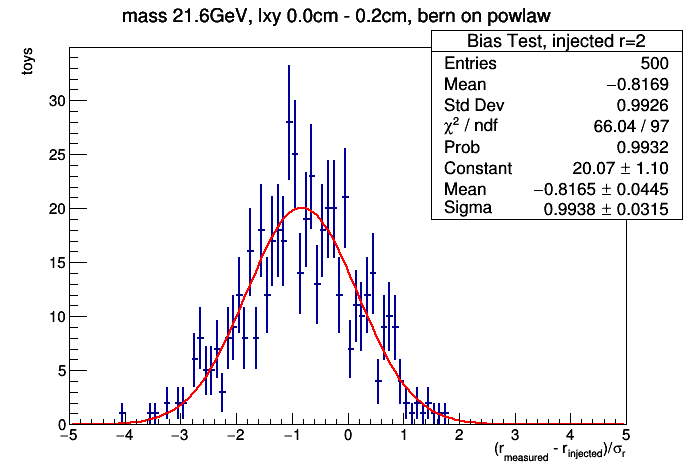 mass 21.6GeV, lxy 0.0cm - 0.2cm, bern on powlaw
Bias Test, injected r=2
Entries 500
Mean −0.8169
Std Dev 0.9926
χ² / ndf 66.04 / 97
Prob 0.9932
Constant 20.07 ± 1.10
Mean −0.8165 ± 0.0445
Sigma 0.9938 ± 0.0315
toys
30
25
20
15
10
5
0
−5 −4 −3 −2 −1 0 1 2 3 4 5
(r_measured - r_injected)/σ_r